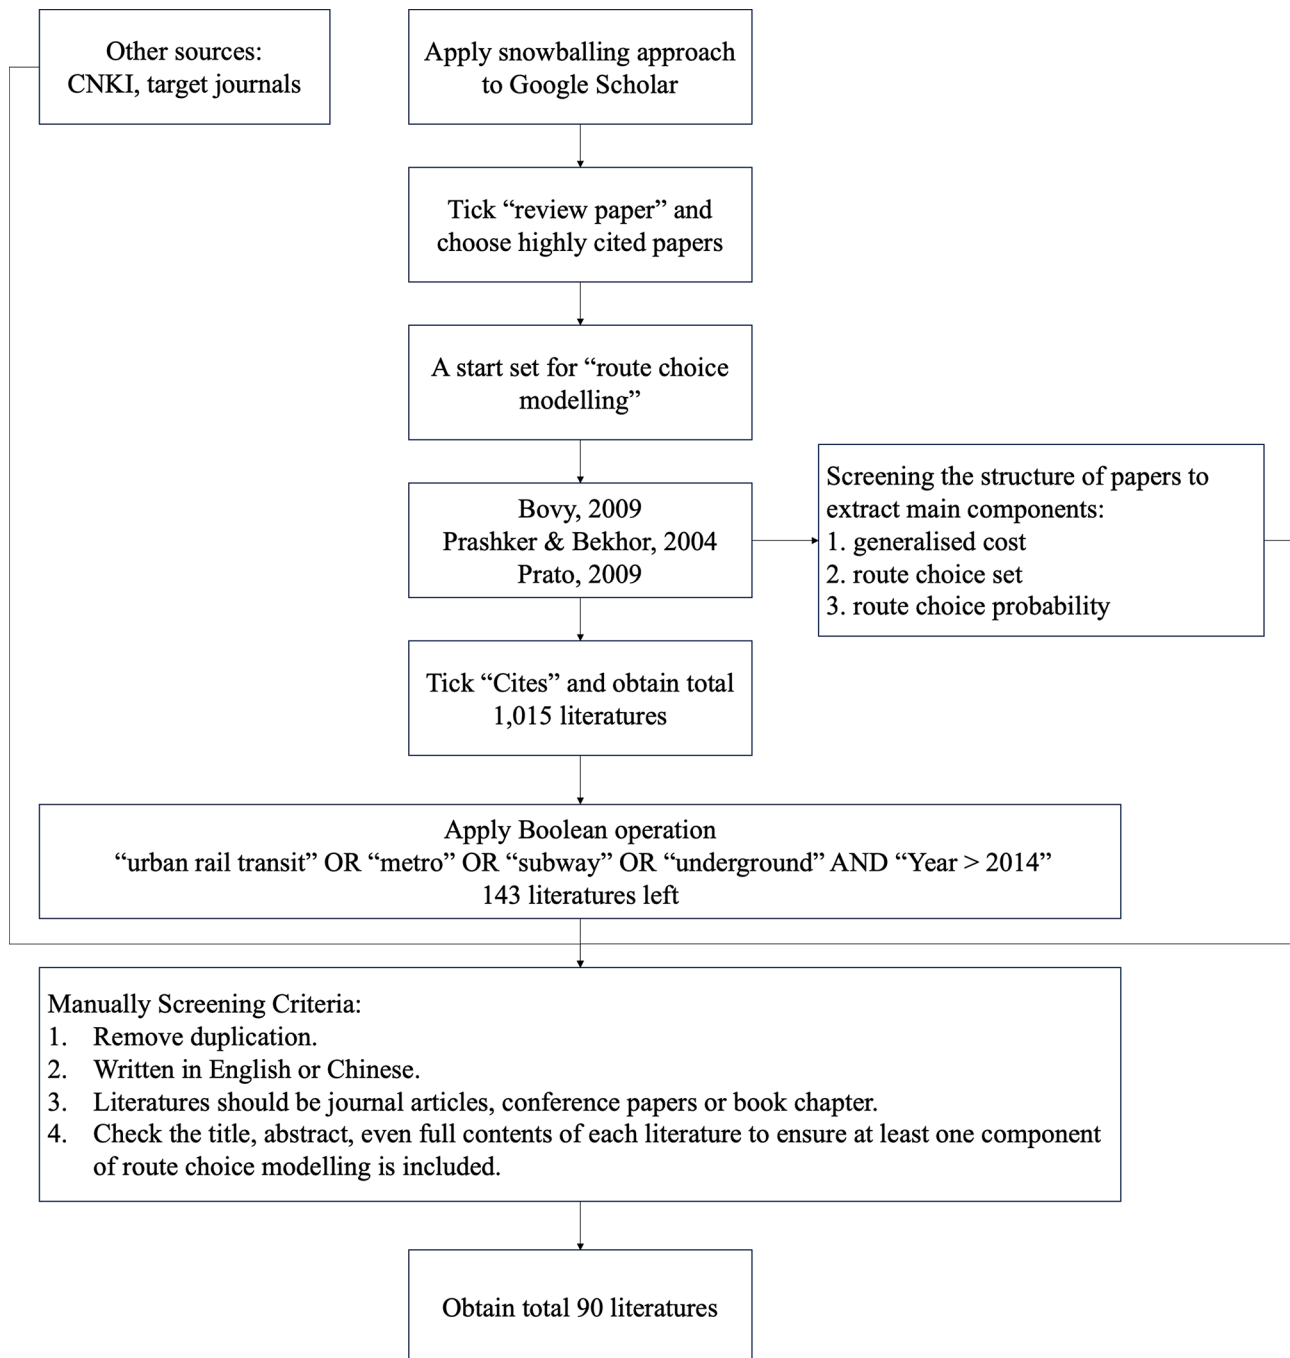 Other sources:
CNKI, target journals
Apply snowballing approach
to Google Scholar
Tick “review paper” and
choose highly cited papers
A start set for “route choice
modelling”
Bovy, 2009
Prashker & Bekhor, 2004
Prato, 2009
Screening the structure of papers to
extract main components:
1. generalised cost
2. route choice set
3. route choice probability
Tick “Cites” and obtain total
1,015 literatures
Apply Boolean operation
“urban rail transit” OR “metro” OR “subway” OR “underground” AND “Year > 2014”
143 literatures left
Manually Screening Criteria:
1. Remove duplication.
2. Written in English or Chinese.
3. Literatures should be journal articles, conference papers or book chapter.
4. Check the title, abstract, even full contents of each literature to ensure at least one component
of route choice modelling is included.
Obtain total 90 literatures